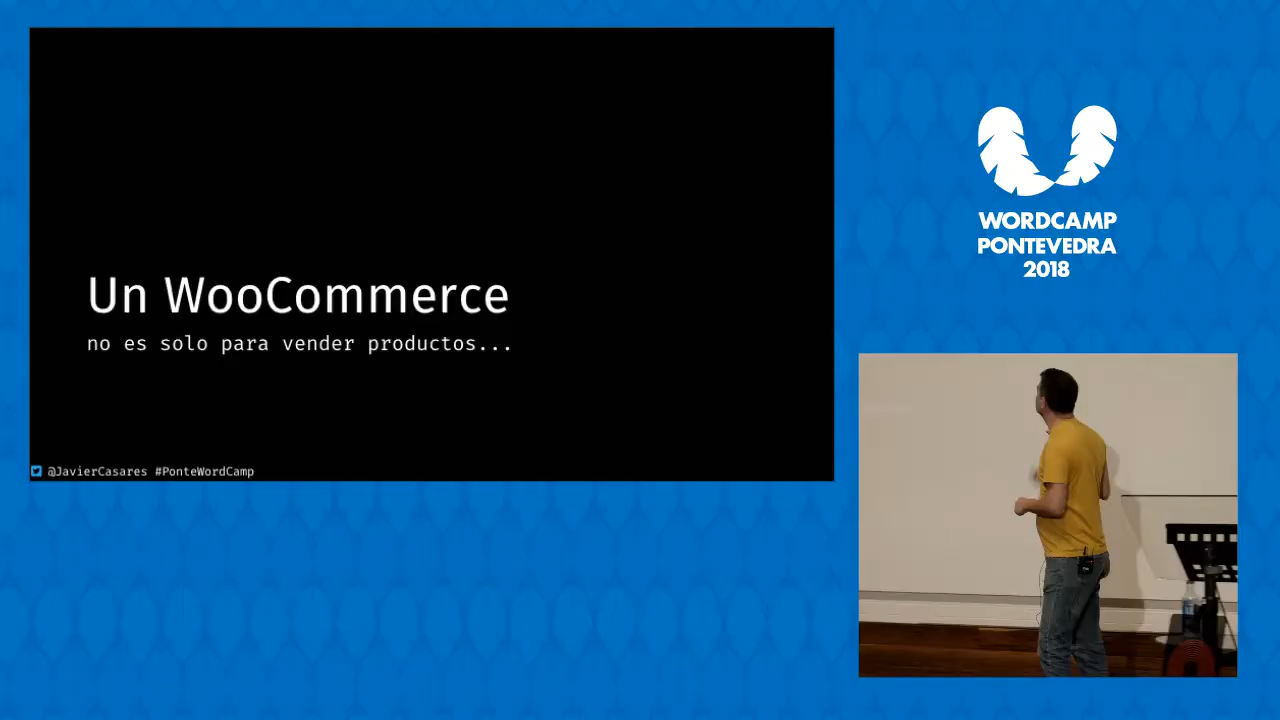 Un WooCommerce
no es solo para vender productos...
@JavierCasares #PonteWordCamp
WORDCAMP
PONTEVEDRA
2018